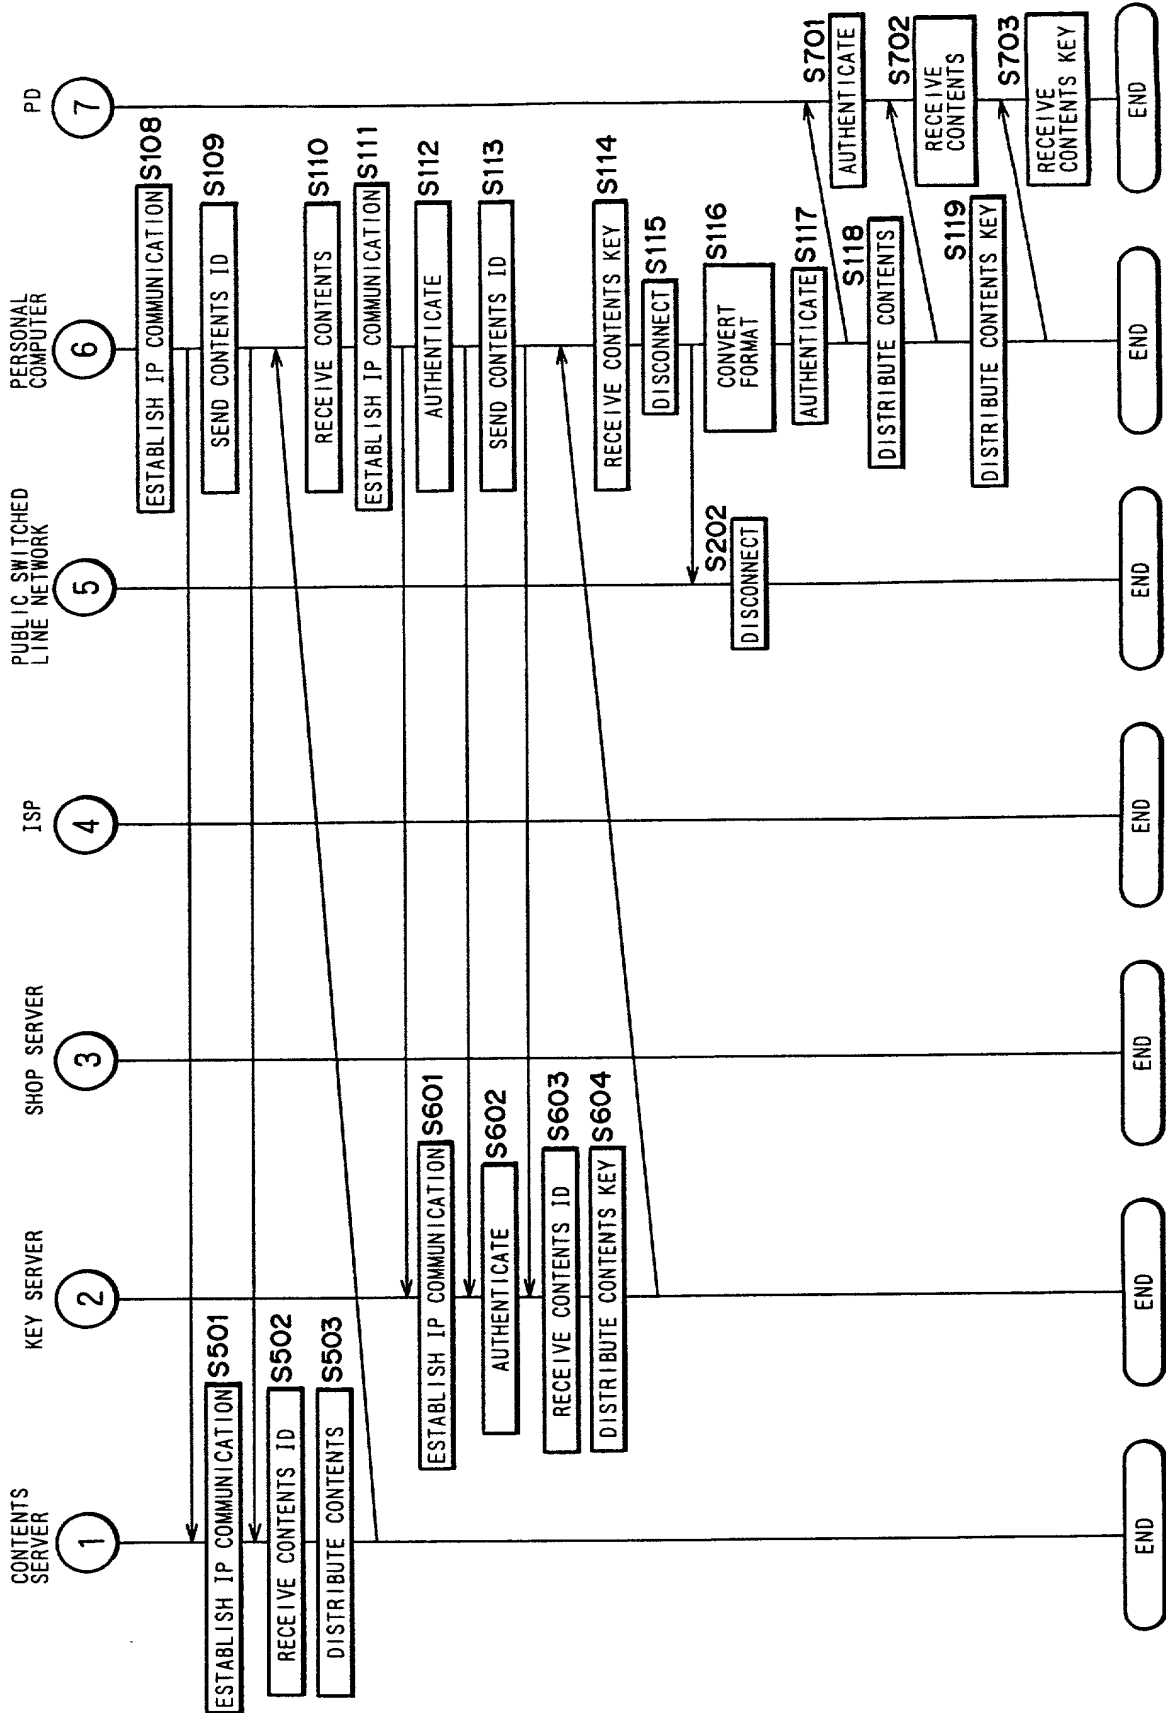 CONTENTS
SERVER
1
KEY SERVER
2
SHOP SERVER
3
ISP
4
PUBLIC SWITCHED
LINE NETWORK
5
PERSONAL
COMPUTER
6
PD
7
ESTABLISH IP COMMUNICATION
S108
ESTABLISH IP COMMUNICATION
S501
SEND CONTENTS ID
S109
RECEIVE CONTENTS ID
S502
DISTRIBUTE CONTENTS
S503
RECEIVE CONTENTS
S110
ESTABLISH IP COMMUNICATION
S111
ESTABLISH IP COMMUNICATION
S601
AUTHENTICATE
S112
AUTHENTICATE
S602
SEND CONTENTS ID
S113
RECEIVE CONTENTS ID
S603
DISTRIBUTE CONTENTS KEY
S604
RECEIVE CONTENTS KEY
S114
DISCONNECT
S115
S202
DISCONNECT
CONVERT
FORMAT
S116
AUTHENTICATE
S117
S701
AUTHENTICATE
S118
DISTRIBUTE CONTENTS
S702
RECEIVE
CONTENTS
S119
DISTRIBUTE CONTENTS KEY
S703
RECEIVE
CONTENTS KEY
END
END
END
END
END
END
END